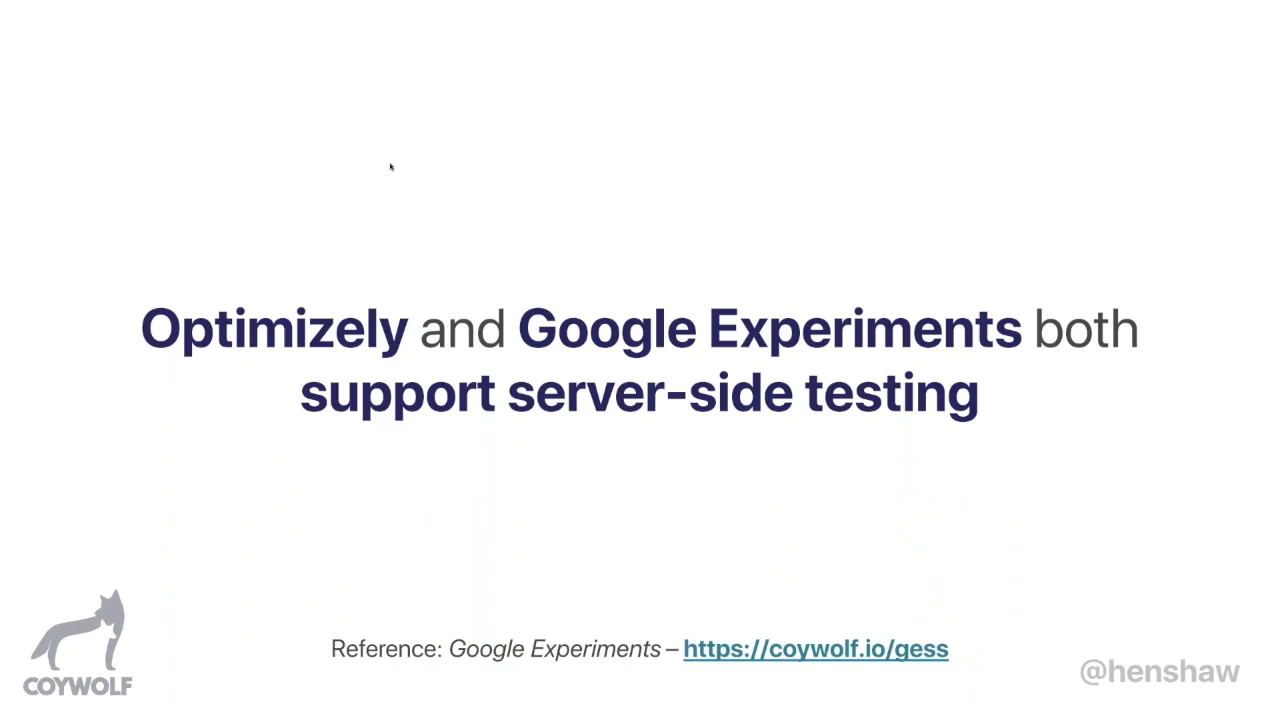 Optimizely and Google Experiments both
support server-side testing
Reference: Google Experiments – https://coywolf.io/gess
COYWOLF
@henshaw